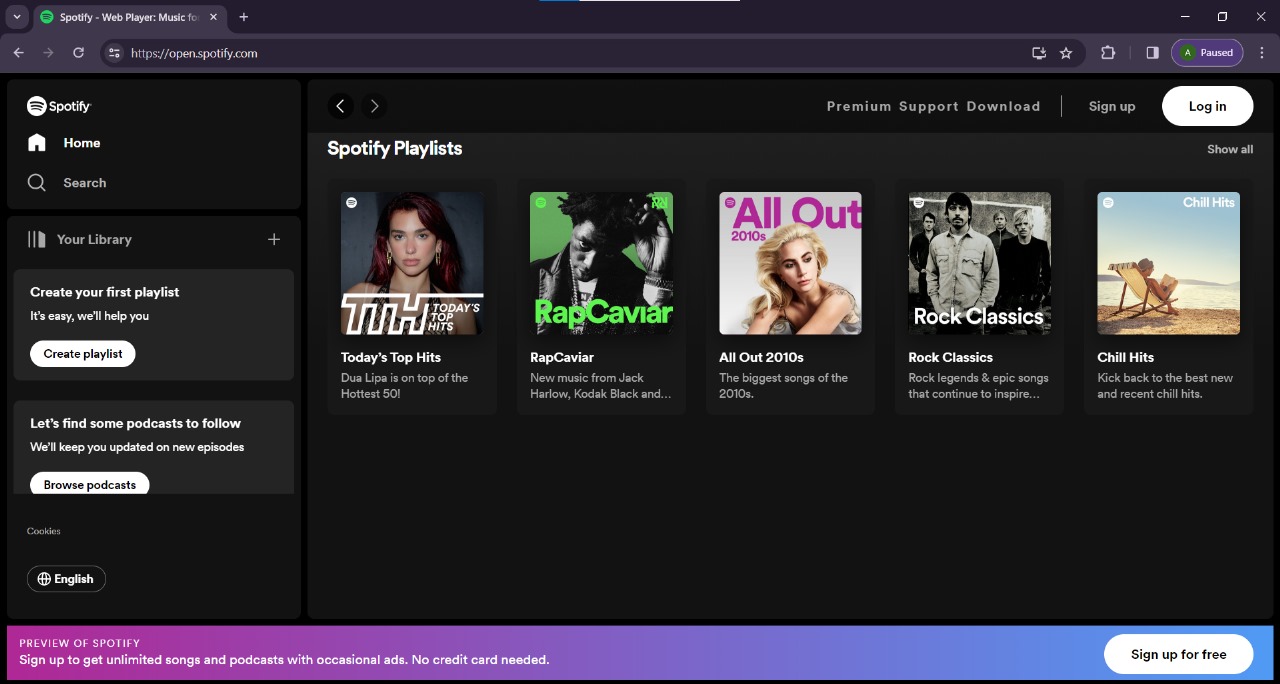 Spotify - Web Player: Music fo
https://open.spotify.com
A Paused
Spotify
Home
Search
Your Library
Create your first playlist
It's easy, we'll help you
Create playlist
Let's find some podcasts to follow
We'll keep you updated on new episodes
Browse podcasts
Cookies
English
Premium Support Download
Sign up
Log in
Spotify Playlists
Show all
TTH TODAY'S
TOP
HITS
Today's Top Hits
Dua Lipa is on top of the
Hottest 50!
RapCaviar
RapCaviar
New music from Jack
Harlow, Kodak Black and...
All Out
2010s
All Out 2010s
The biggest songs of the
2010s.
Rock Classics
Rock Classics
Rock legends & epic songs
that continue to inspire...
Chill Hits
Chill Hits
Kick back to the best new
and recent chill hits.
PREVIEW OF SPOTIFY
Sign up to get unlimited songs and podcasts with occasional ads. No credit card needed.
Sign up for free